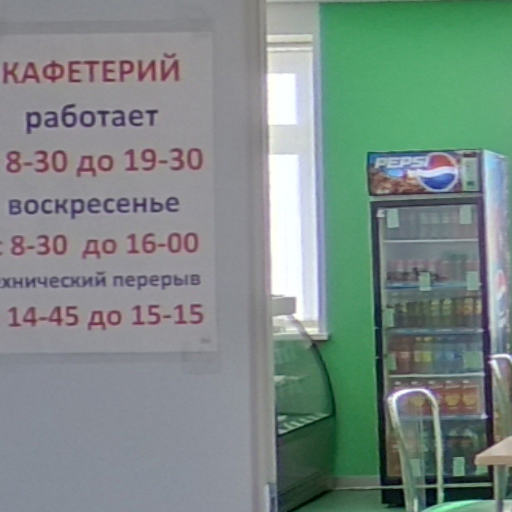 КАФЕТЕРИЙ
работает
8-30 до 19-30
воскресенье
с 8-30 до 16-00
ехнический перерыв
14-45 до 15-15
PEPSI